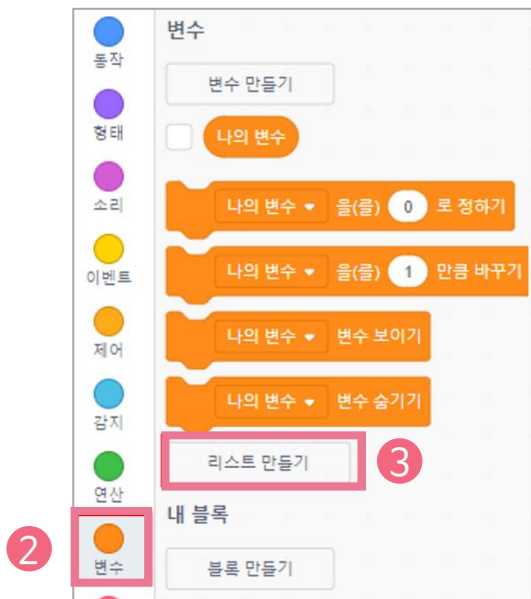 변수
동작
변수 만들기
형태
나의 변수
소리
나의 변수 을(를) 0 로 정하기
이벤트
나의 변수 을(를) 1 만큼 바꾸기
제어
나의 변수 변수 보이기
감지
나의 변수 변수 숨기기
리스트 만들기 3
연산
내 블록
2 변수
블록 만들기